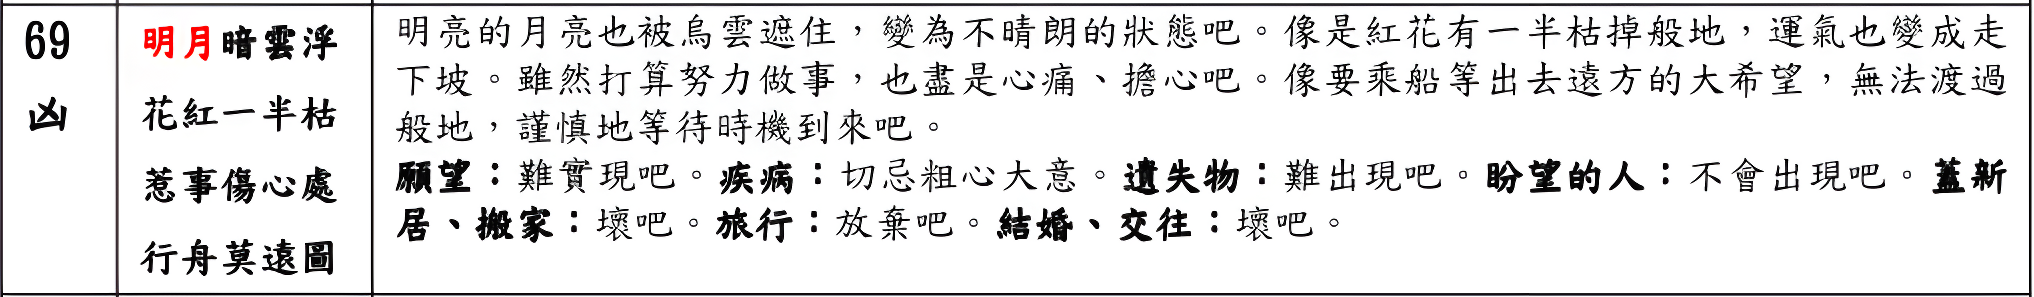 69
凶
明月暗雲浮
花紅一半枯
惹事傷心處
行舟莫遠圖
明亮的月亮也被烏雲遮住，變為不晴朗的狀態吧。像是紅花有一半枯掉般地，運氣也變成走
下坡。雖然打算努力做事，也盡是心痛、擔心吧。像要乘船等出去遠方的大希望，無法渡過
般地，謹慎地等待時機到來吧。
願望：難實現吧。疾病：切忌粗心大意。遺失物：難出現吧。盼望的人：不會出現吧。蓋新
居、搬家：壞吧。旅行：放棄吧。結婚、交往：壞吧。